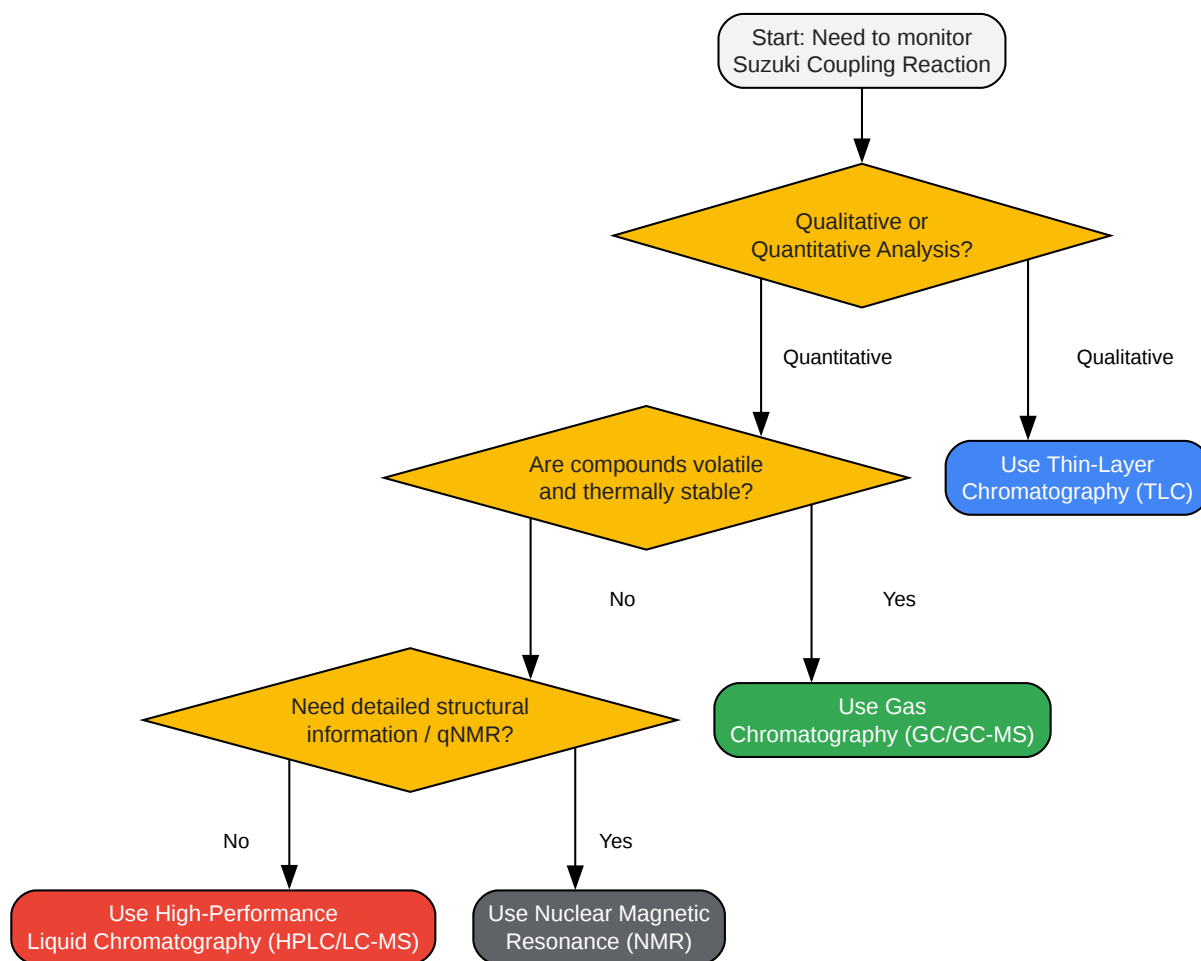 Start: Need to monitor
Suzuki Coupling Reaction
Qualitative or
Quantitative Analysis?
Quantitative
Qualitative
Are compounds volatile
and thermally stable?
Use Thin-Layer
Chromatography (TLC)
No
Yes
Need detailed structural
information / qNMR?
Use Gas
Chromatography (GC/GC-MS)
No
Yes
Use High-Performance
Liquid Chromatography (HPLC/LC-MS)
Use Nuclear Magnetic
Resonance (NMR)